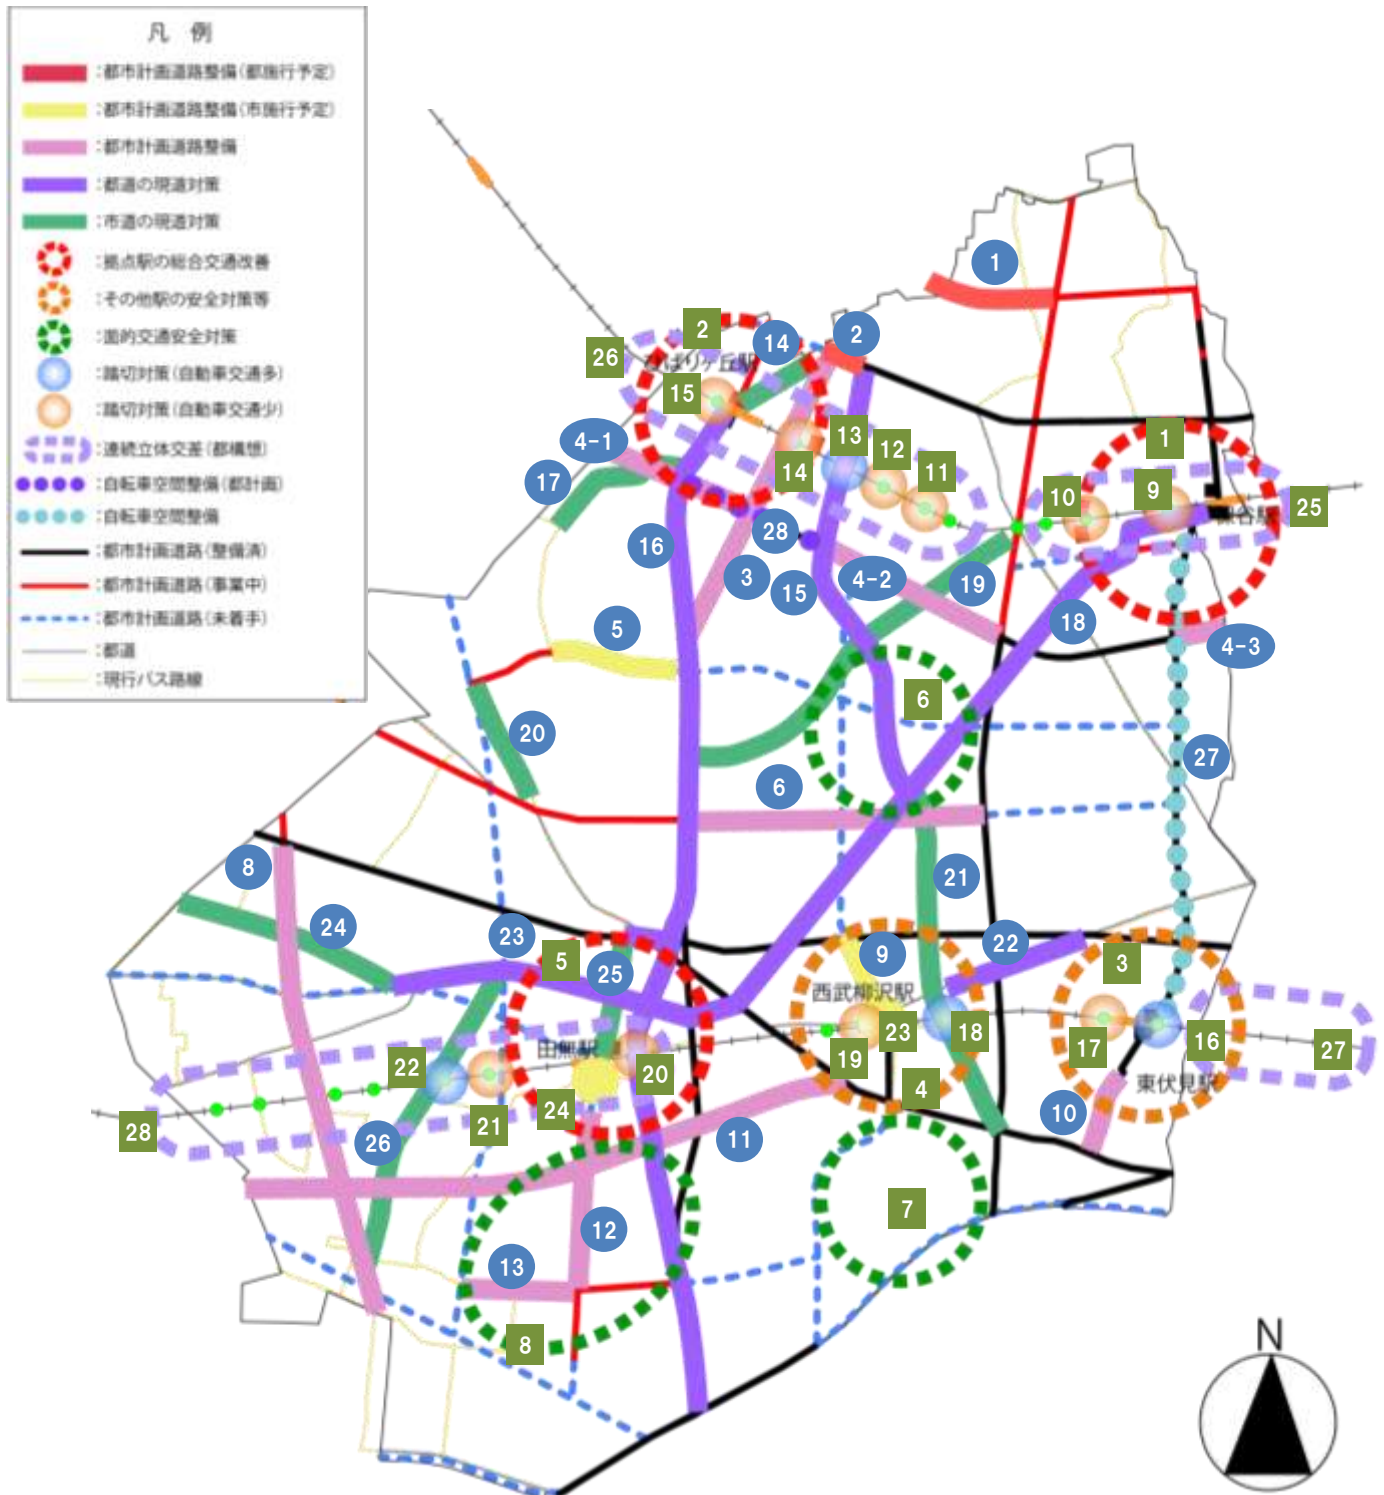 凡 例
:都市計画道路整備(都施行予定)
:都市計画道路整備(市施行予定)
:都市計画道路整備
:都道の現道対策
:市道の現道対策
:拠点駅の総合交通改善
:その他駅の安全対策等
:面的交通安全対策
:踏切対策(自動車交通多)
:踏切対策(自動車交通少)
:連続立体交差(都構想)
:自転車空間整備(都計画)
:自転車空間整備
:都市計画道路(整備済)
:都市計画道路(事業中)
:都市計画道路(未着手)
:都道
:現行バス路線
1
2
14
2
26
ばりヶ丘駅
15
13
1
4-1
12
14
11
17
10
9
25
谷駅
28
16
3
15
4-2
19
18
5
4-3
6
20
27
6
8
21
24
23
9
22
5
25
3
西武柳沢駅
23
18
16
17
27
田無駅
19
20
22
4
東伏見駅
24
21
28
10
26
11
7
12
13
8
N